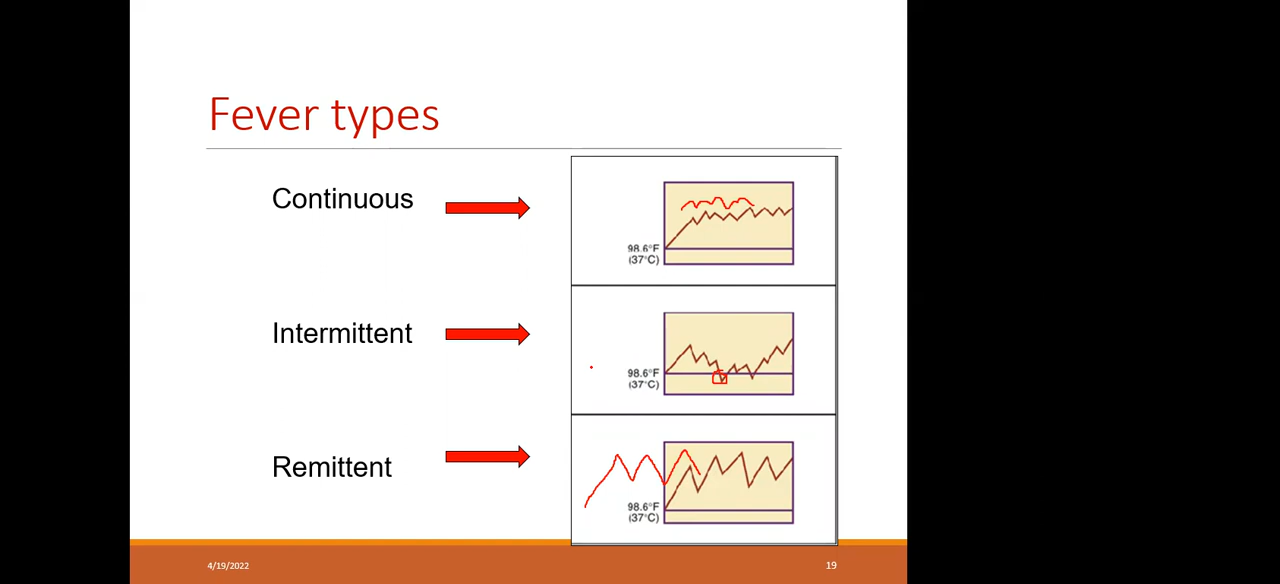 Fever types
Continuous
98.6°F
(37°C)
Intermittent
98.6°F
(37°C)
Remittent
98.6°F
(37°C)
4/19/2022
19